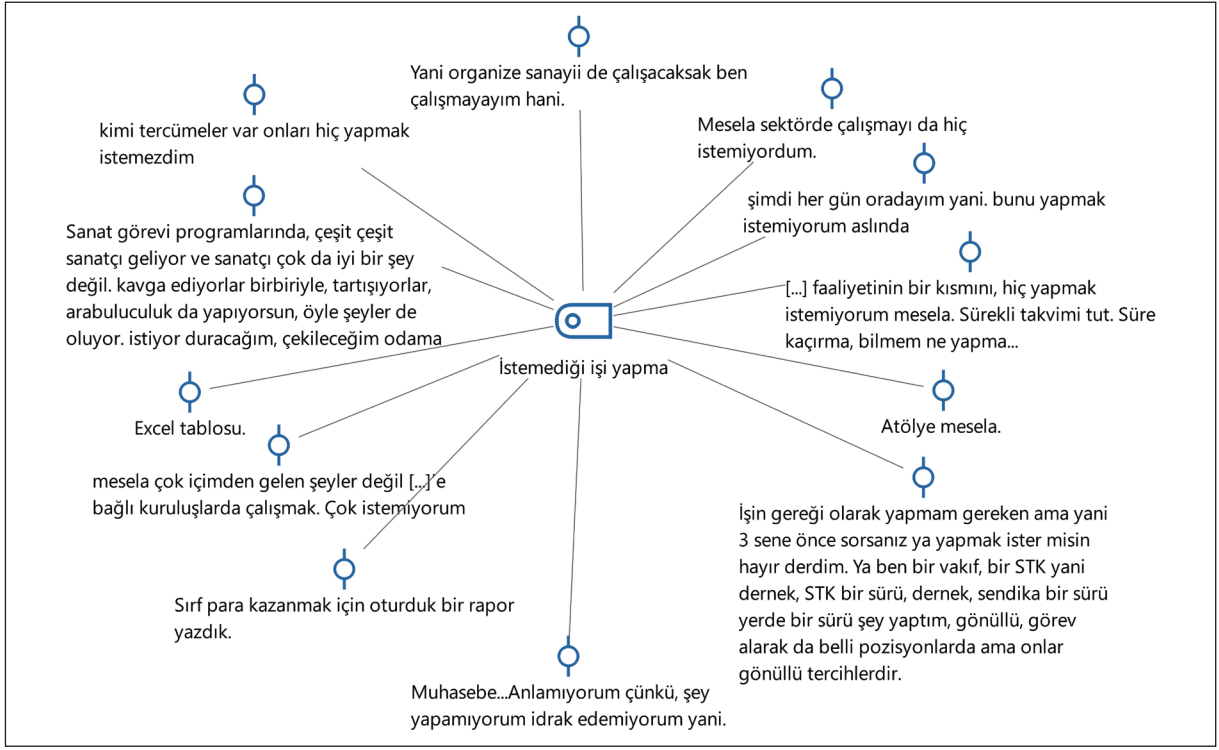 Yani organize sanayii de çalışacaksak ben
çalışmayayım hani.
kimi tercümeler var onları hiç yapmak
istemezdim
Mesela sektörde çalışmayı da hiç
istemiyordum.
şimdi her gün oradayım yani. bunu yapmak
istemiyorum aslında
Sanat görevi programlarında, çeşit çeşit
sanatçı geliyor ve sanatçı çok da iyi bir şey
değil. kavga ediyorlar birbiriyle, tartışıyorlar,
arabuluculuk da yapıyorsun, öyle şeyler de
oluyor. istiyor duracağım, çekileceğim odama
[...] faaliyetinin bir kısmını, hiç yapmak
istemiyorum mesela. Sürekli takvimi tut. Süre
kaçırma, bilmem ne yapma...
İstemediği işi yapma
Excel tablosu.
Atölye mesela.
mesela çok içimden gelen şeyler değil [...]'e
bağlı kuruluşlarda çalışmak. Çok istemiyorum
İşin gereği olarak yapmam gereken ama yani
3 sene önce sorsanız ya yapmak ister misin
hayır derdim. Ya ben bir vakıf, bir STK yani
dernek, STK bir sürü, dernek, sendika bir sürü
yerde bir sürü şey yaptım, gönüllü, görev
alarak da belli pozisyonlarda ama onlar
gönüllü tercihlerdir.
Sırf para kazanmak için oturduk bir rapor
yazdık.
Muhasebe...Anlamıyorum çünkü, şey
yapamıyorum idrak edemiyorum yani.